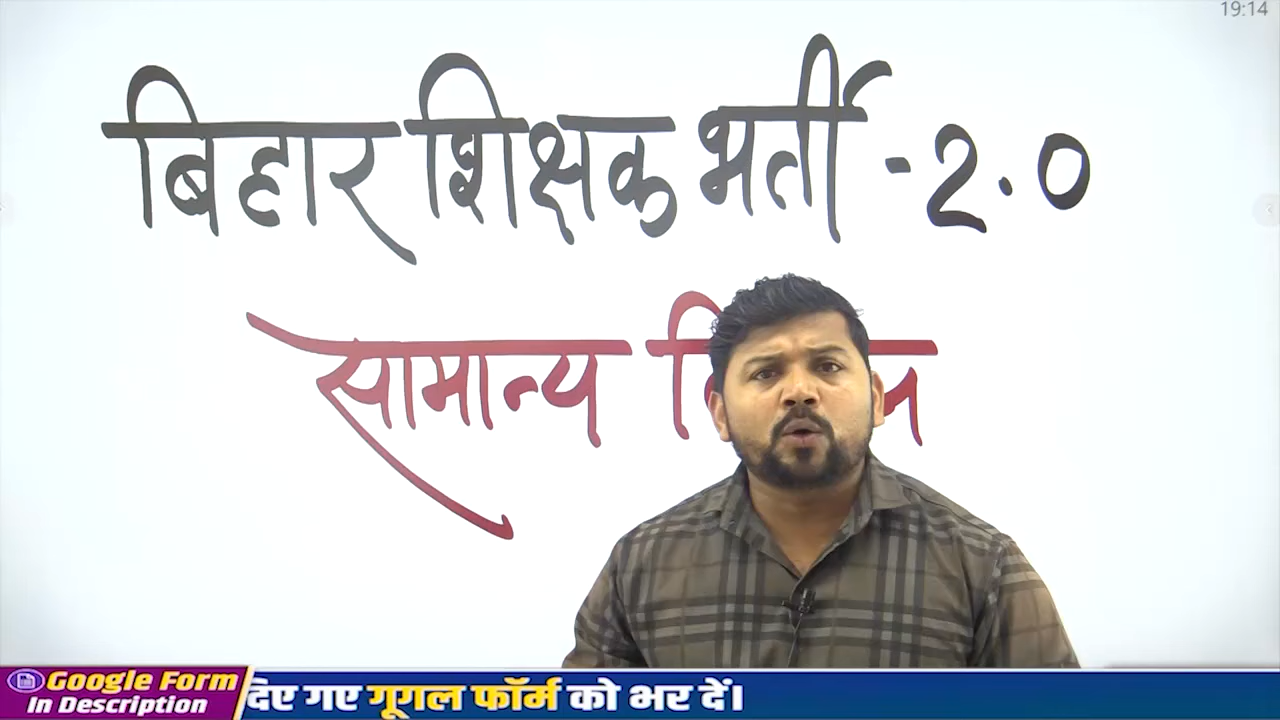 19:14
बिहार शिक्षक भर्ती - 2.0
सामान्य
Google Form
In Description
दिए गए गूगल फॉर्म को भर दें।